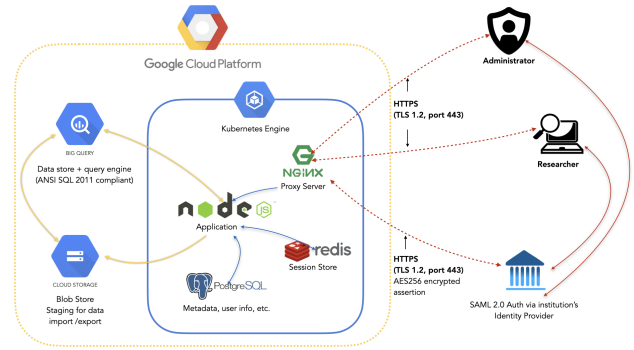 Google Cloud Platform
Administrator
Kubernetes Engine
HTTPS
(TLS 1.2, port 443)
BIG QUERY
Data store + query engine
(ANSI SQL 2011 compliant)
NGINX
Proxy Server
Researcher
node
JS
Application
redis
Session Store
HTTPS
(TLS 1.2, port 443)
AES256 encrypted
assertion
CLOUD STORAGE
Blob Store
Staging for data
import /export
PostgreSQL
Metadata, user info, etc.
SAML 2.0 Auth via institution's
Identity Provider